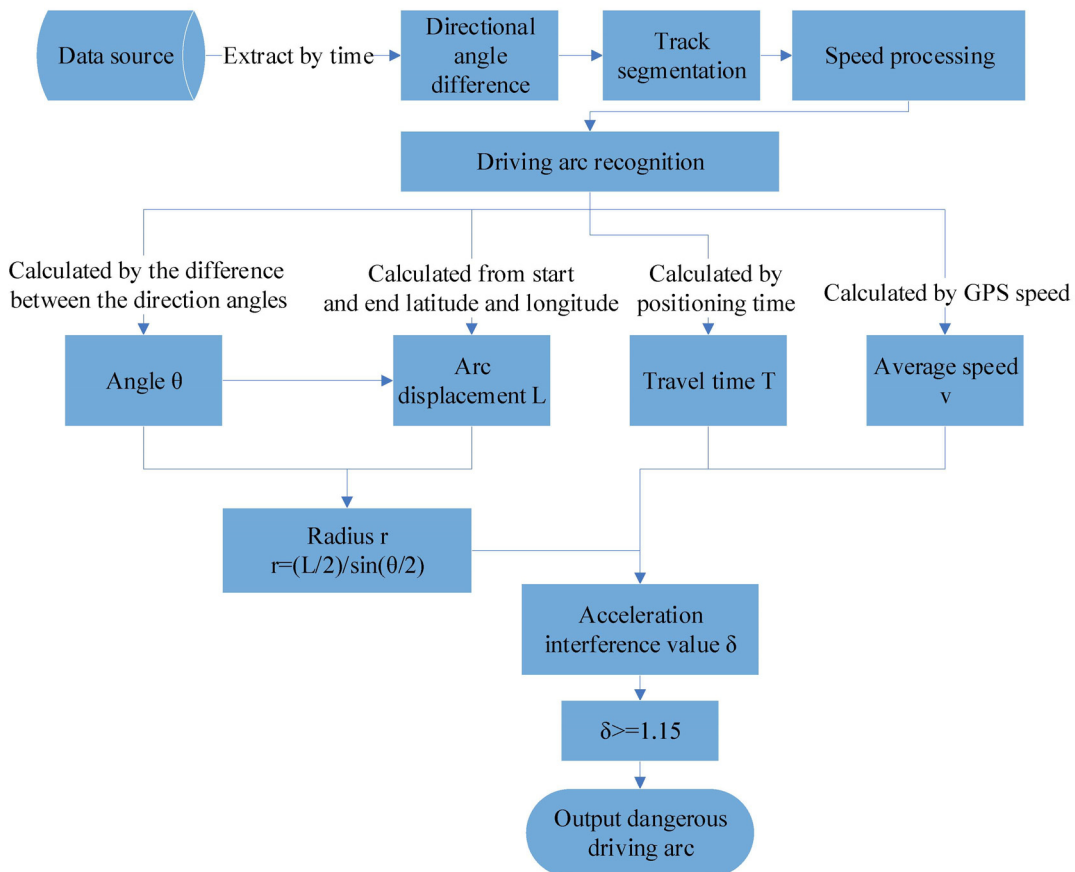 Data source
Extract by time
Directional
angle
difference
Track
segmentation
Speed processing
Driving arc recognition
Calculated by the difference
between the direction angles
Calculated from start
and end latitude and longitude
Calculated by
positioning time
Calculated by GPS speed
Angle θ
Arc
displacement L
Travel time T
Average speed
v
Radius r
r=(L/2)/sin(θ/2)
Acceleration
interference value δ
δ>=1.15
Output dangerous
driving arc